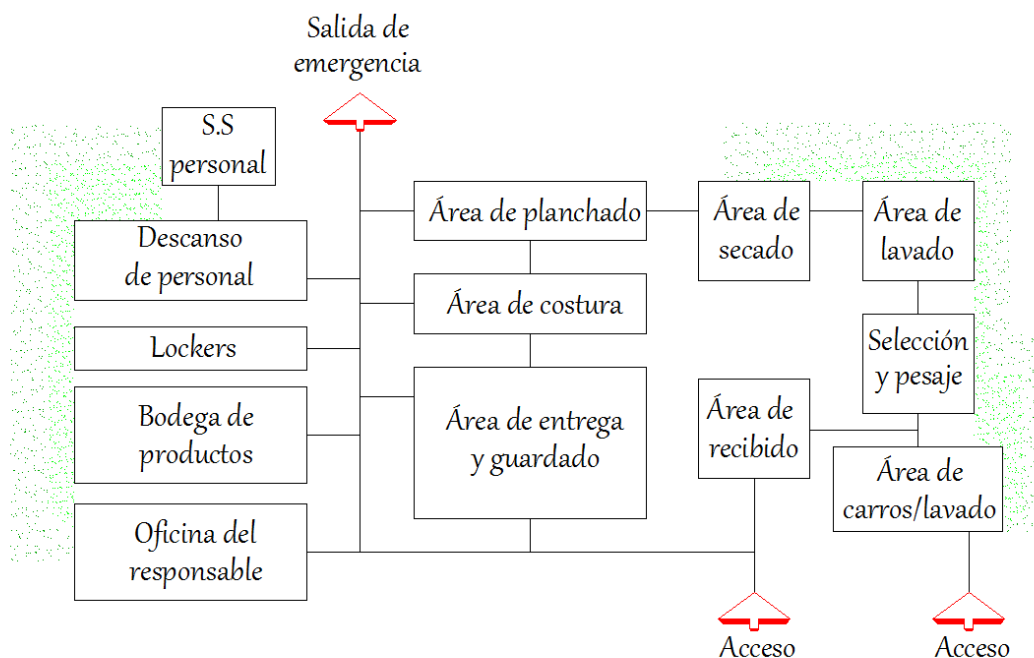 Salida de
emergencia
S.S
personal
Descanso
de personal
Lockers
Bodega de
productos
Oficina del
responsable
Área de planchado
Área de costura
Área de entrega
y guardado
Área de
secado
Área de
lavado
Selección
y pesaje
Área de
recibido
Área de
carros/lavado
Acceso
Acceso